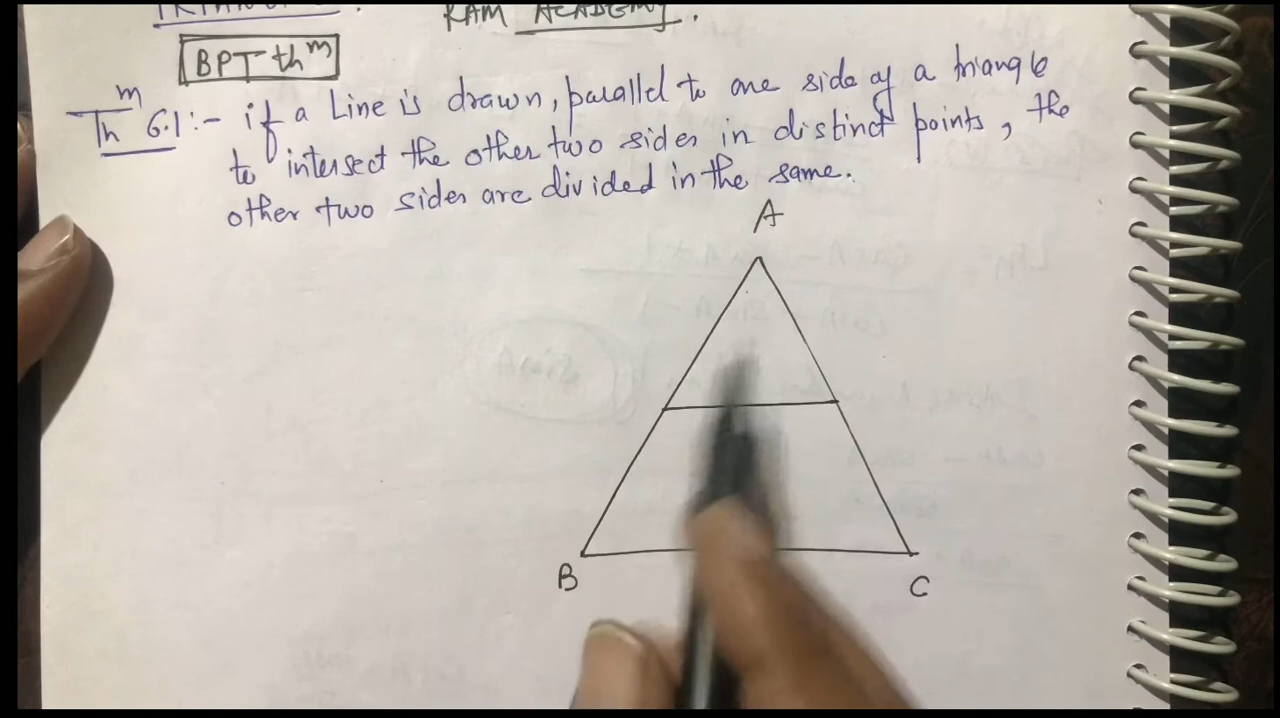 RAM ACADEMY.
BPT thm
Thm 6.1:- if a Line is drawn, parallel to one side of a triangle
to intersect the other two sides in distinct points, the
other two sides are divided in the same.
A
B
C